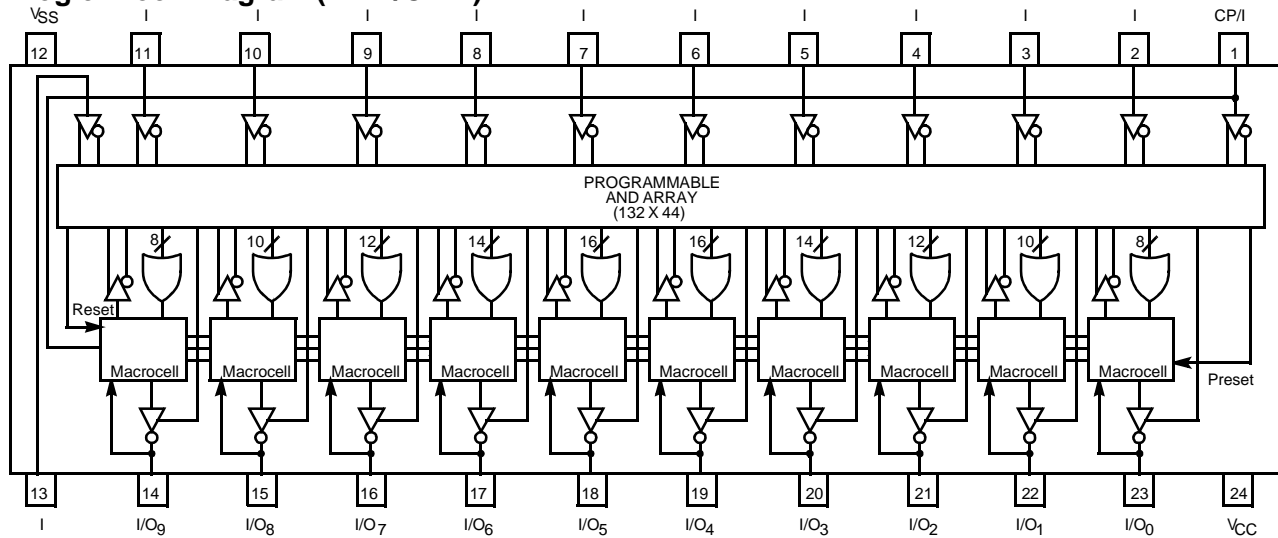 V_SS I I I I I I I I I I CP/I
12 11 10 9 8 7 6 5 4 3 2 1
PROGRAMMABLE
AND ARRAY
(132 X 44)
8 10 12 14 16 16 14 12 10 8
Reset
Macrocell Macrocell Macrocell Macrocell Macrocell Macrocell Macrocell Macrocell Macrocell Macrocell
Preset
13 14 15 16 17 18 19 20 21 22 23 24
I I/O9 I/O8 I/O7 I/O6 I/O5 I/O4 I/O3 I/O2 I/O1 I/O0 VCC